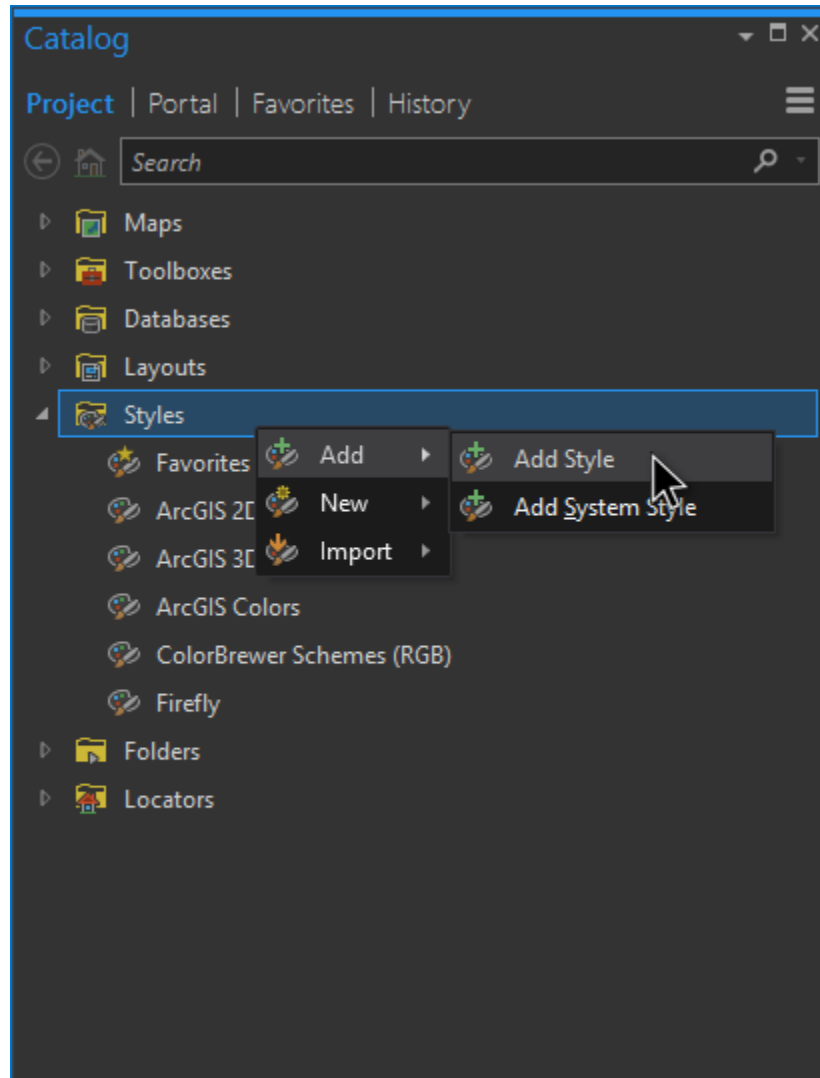 Catalog
Project | Portal | Favorites | History
Search
Maps
Toolboxes
Databases
Layouts
Styles
Favorites
Add
Add Style
ArcGIS 2D
New
Add System Style
ArcGIS 3D
Import
ArcGIS Colors
ColorBrewer Schemes (RGB)
Firefly
Folders
Locators